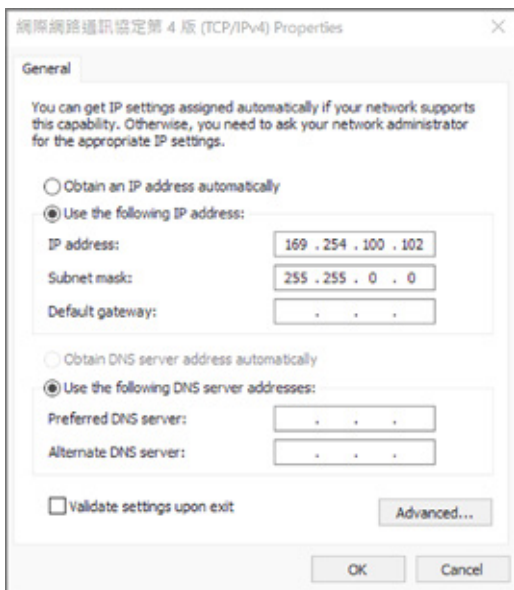 網際網路通訊協定第 4 版 (TCP/IPv4) Properties
General
You can get IP settings assigned automatically if your network supports
this capability. Otherwise, you need to ask your network administrator
for the appropriate IP settings.
Obtain an IP address automatically
Use the following IP address:
IP address: 169 . 254 . 100 . 102
Subnet mask: 255 . 255 . 0 . 0
Default gateway: . . .
Obtain DNS server address automatically
Use the following DNS server addresses:
Preferred DNS server: . . .
Alternate DNS server: . . .
Validate settings upon exit
Advanced...
OK Cancel